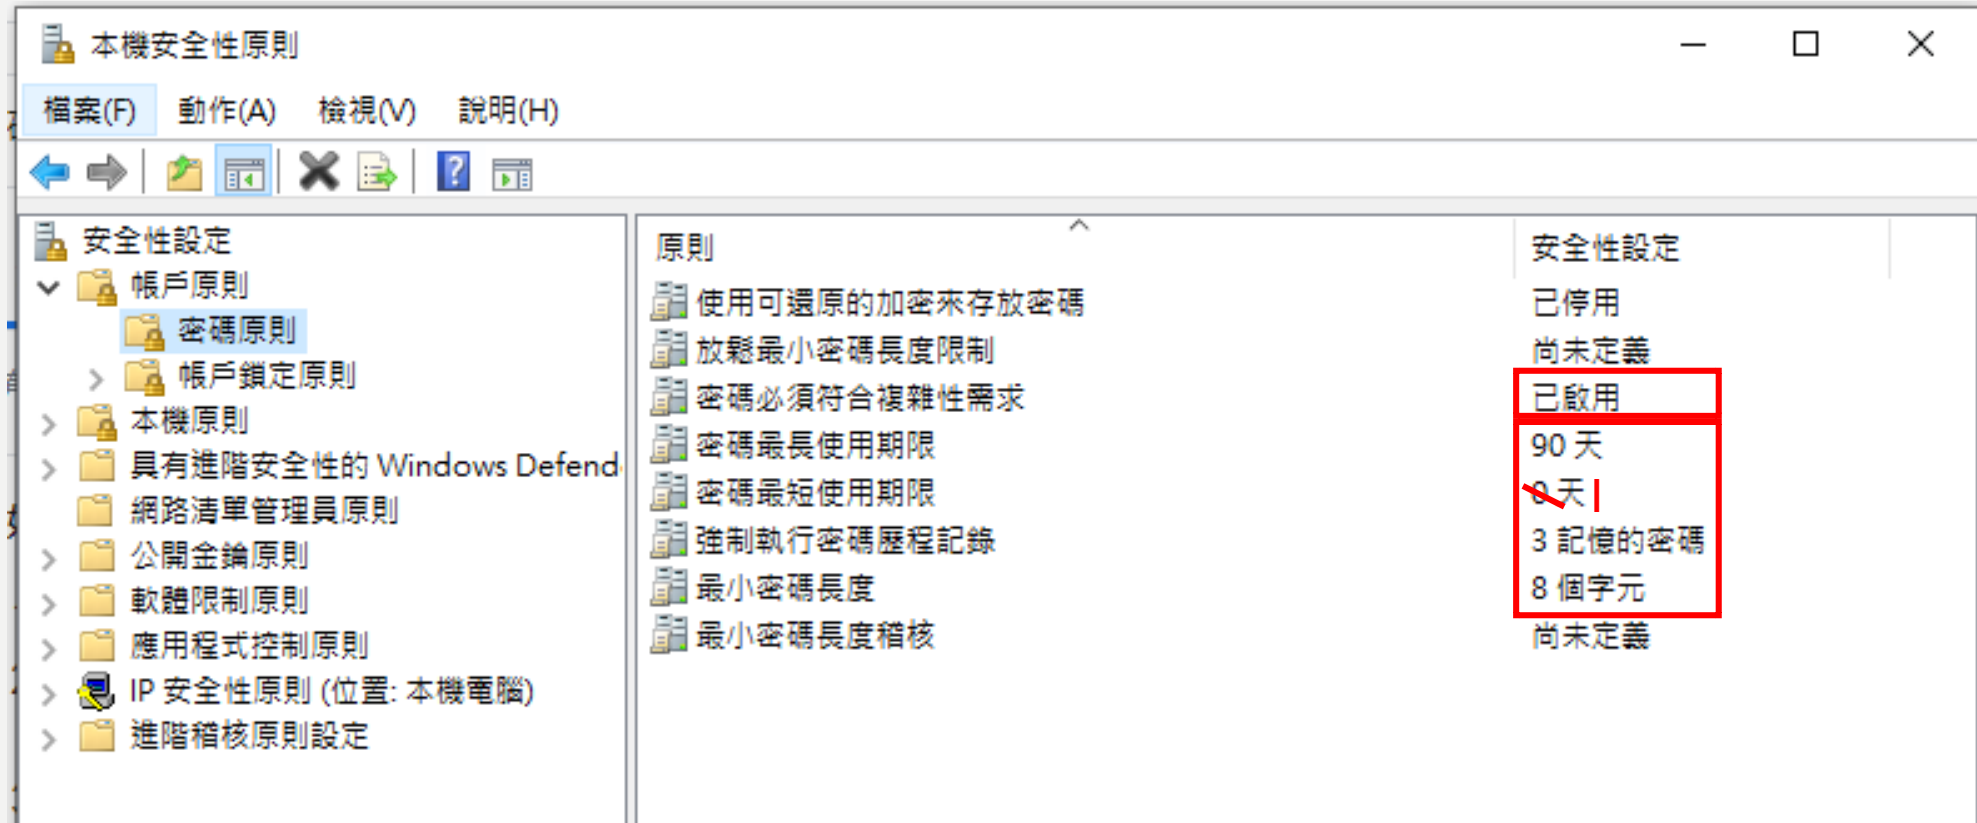 本機安全性原則
檔案(F) 動作(A) 檢視(V) 說明(H)
安全性設定
帳戶原則
密碼原則
帳戶鎖定原則
本機原則
具有進階安全性的 Windows Defend
網路清單管理員原則
公開金鑰原則
軟體限制原則
應用程式控制原則
IP 安全性原則 (位置: 本機電腦)
進階稽核原則設定
原則 安全性設定
使用可還原的加密來存放密碼 已停用
放鬆最小密碼長度限制 尚未定義
密碼必須符合複雜性需求 已啟用
密碼最長使用期限 90 天
密碼最短使用期限 0 天 1
強制執行密碼歷程記錄 3 記憶的密碼
最小密碼長度 8 個字元
最小密碼長度稽核 尚未定義